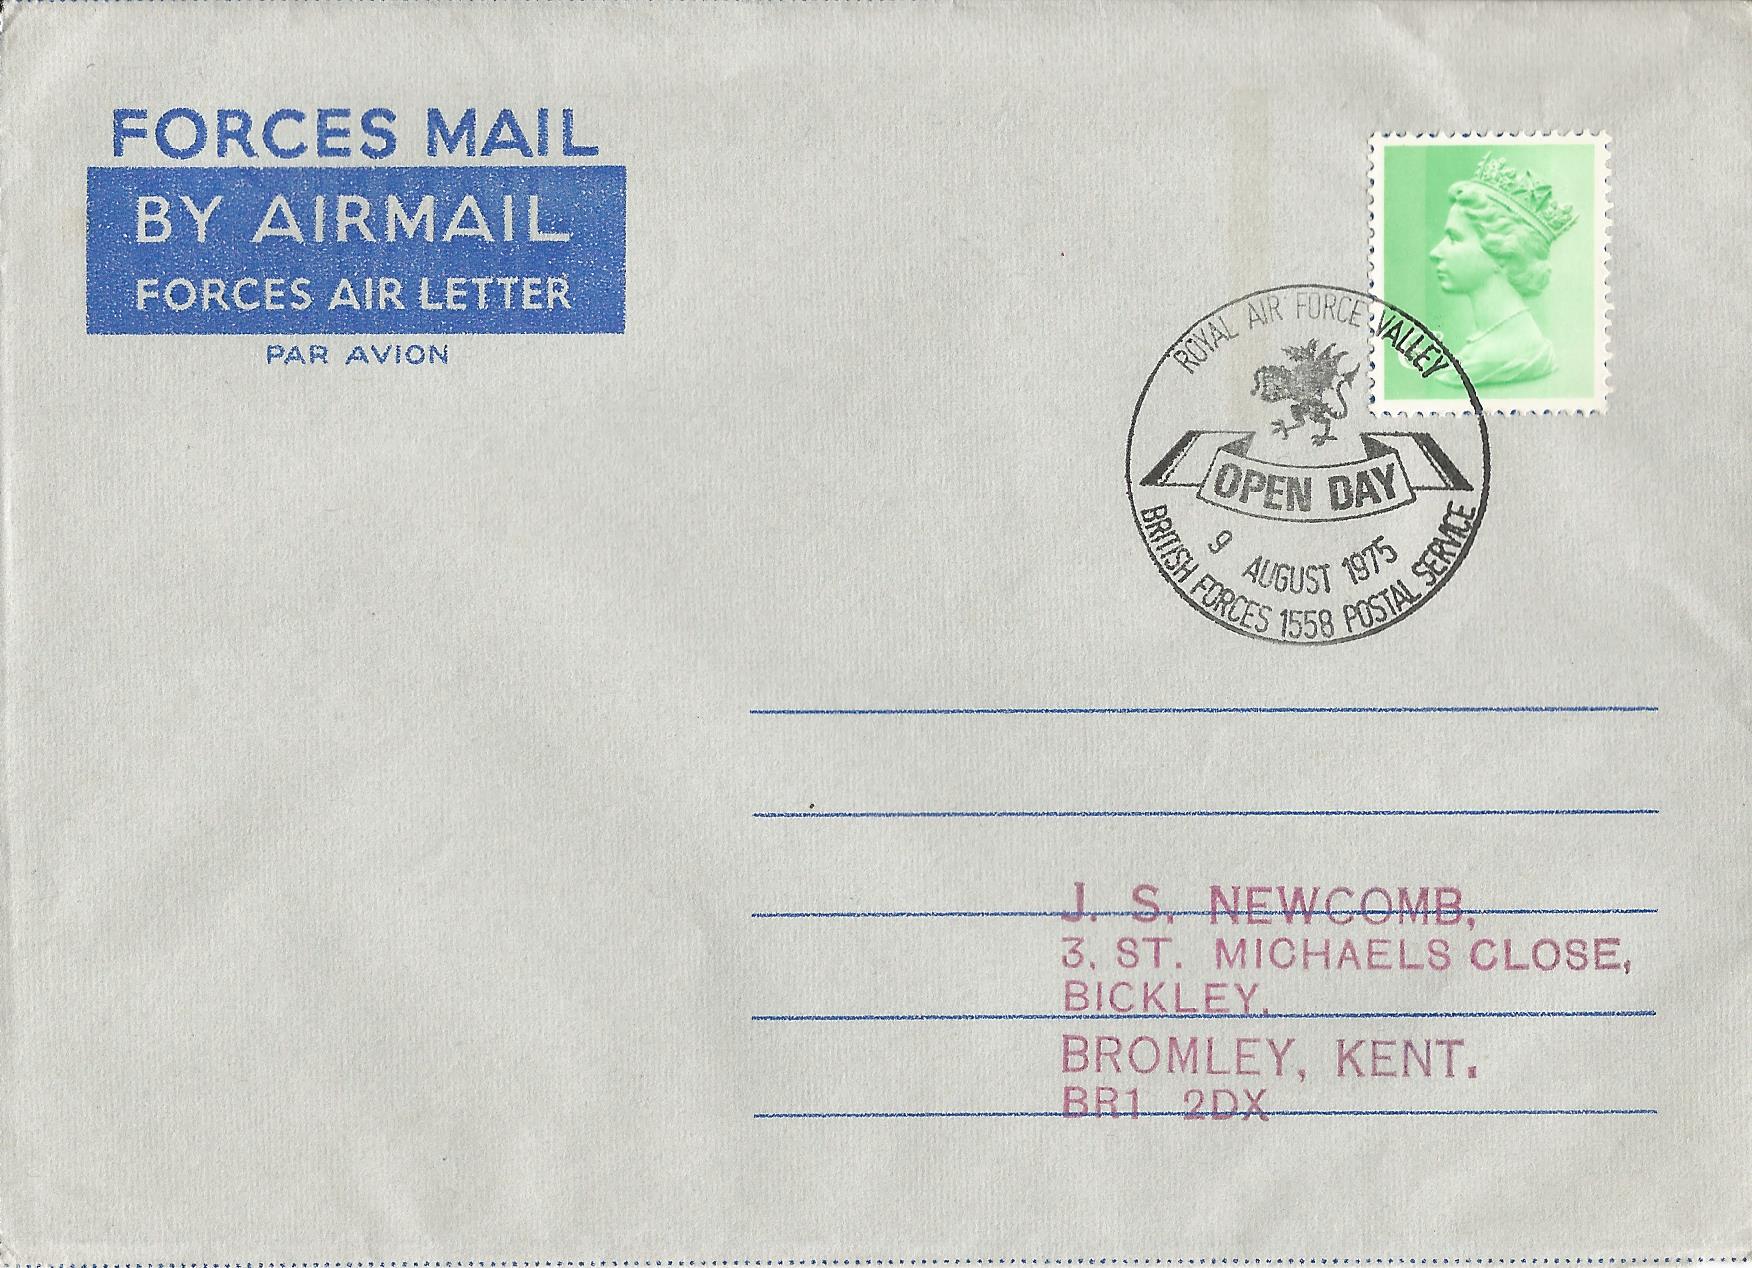 FORCES MAIL
BY AIRMAIL
FORCES AIR LETTER
PAR AVION
ROYAL AIR FORCE VALLEY
OPEN DAY
9 AUGUST 1975
BRITISH FORCES 1558 POSTAL SERVICE
J. S. NEWCOMB,
3, ST. MICHAELS CLOSE,
BICKLEY,
BROMLEY, KENT.
BR1 2DX